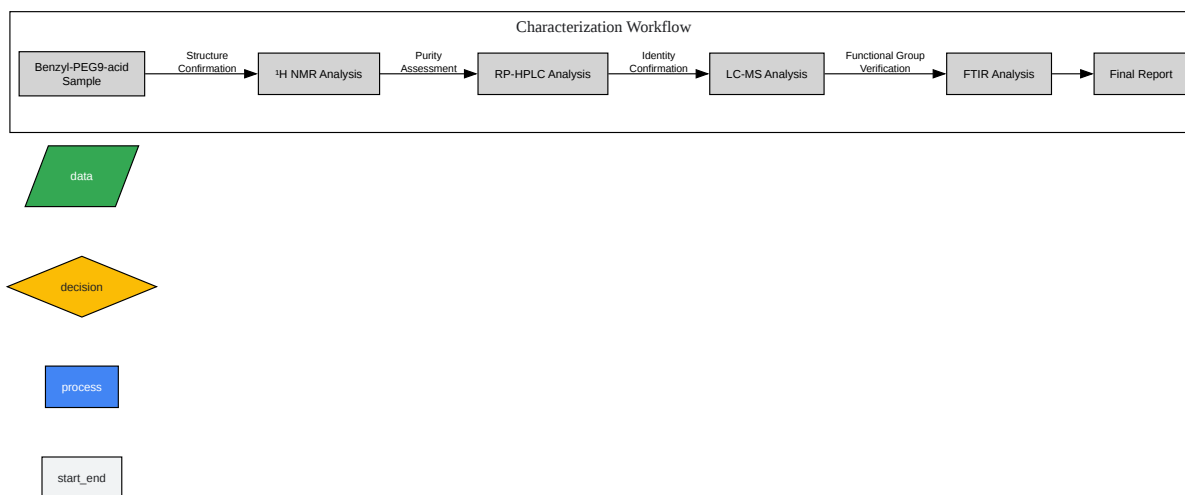 Characterization Workflow
Benzyl-PEG9-acid
Sample
Structure
Confirmation
¹H NMR Analysis
Purity
Assessment
RP-HPLC Analysis
Identity
Confirmation
LC-MS Analysis
Functional Group
Verification
FTIR Analysis
Final Report
data
decision
process
start_end